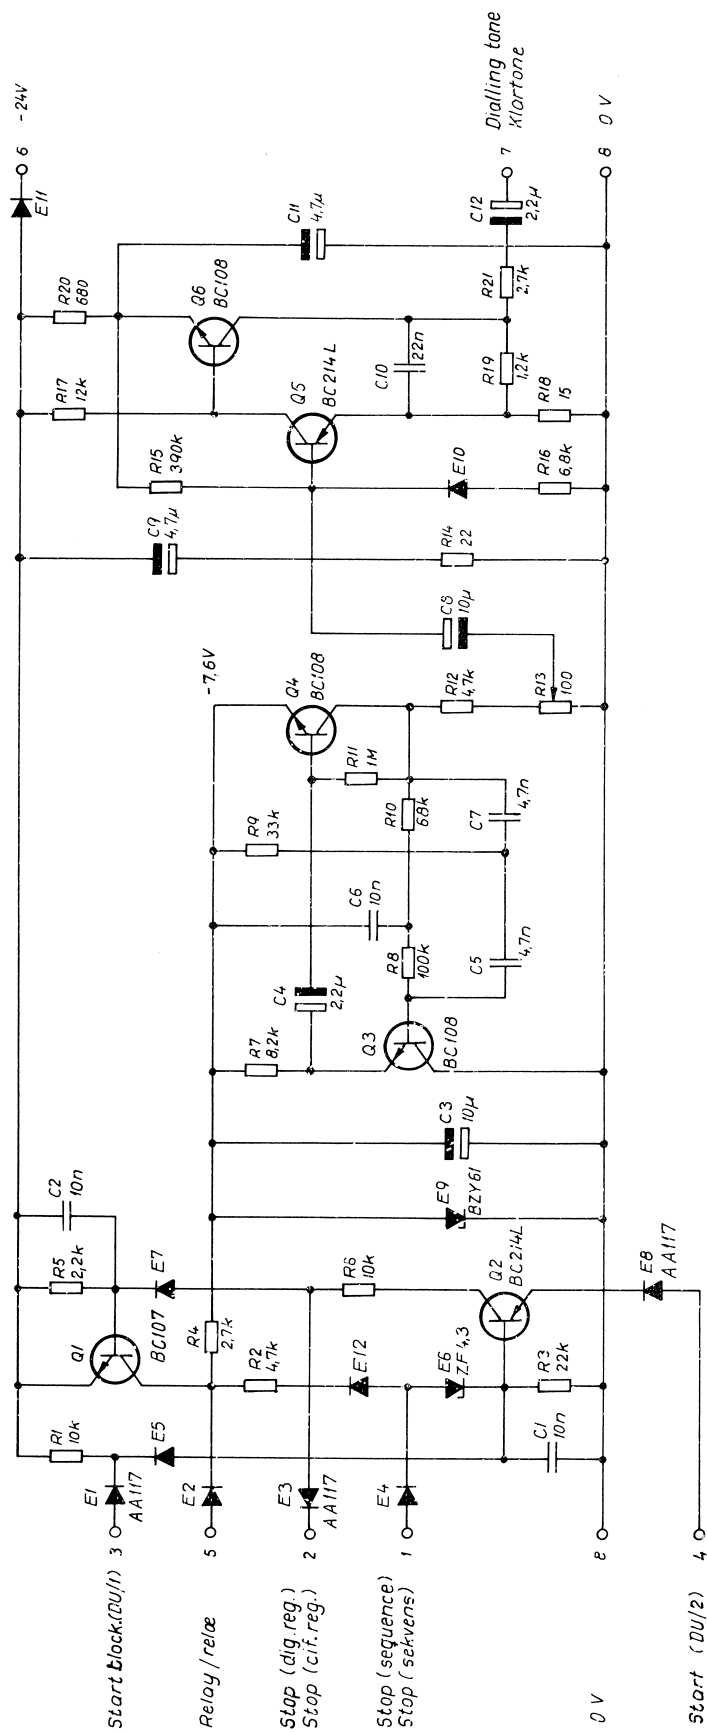 6 -24V
E11
Dialling tone
Klartone
7
8 0V
R20
680
C11
4,7µ
C12
2,2µ
Q6
BC108
R21
2,7k
R17
12k
C10
22n
R19
1,2k
Q5
BC214L
R18
15
R15
390k
E10
R16
6,8k
C9
4,7µ
R14
22
C8
10µ
-7,6V
Q4
BC108
R12
4,7k
R13
100
R11
1M
R10
68k
C7
4,7n
R9
33k
C6
10n
R8
100k
C5
4,7n
C4
2,2µ
R7
8,2k
Q3
BC108
C3
10µ
E9
BZY61
C2
10n
R5
2,2k
E7
R6
10k
Q2
BC214L
E8
AA117
Q1
BC107
R4
2,7k
R2
4,7k
E12
E6
ZF4,3
R3
22k
R1
10k
E5
C1
10n
E1
AA117
E2
E3
AA117
E4
3
5
2
1
8
4
Start block.(DU/1)
Relay/relæ
Stop (dig.reg.)
Stop (cif.reg.)
Stop (sequence)
Stop (sekvens)
0V
Start (DU/2)